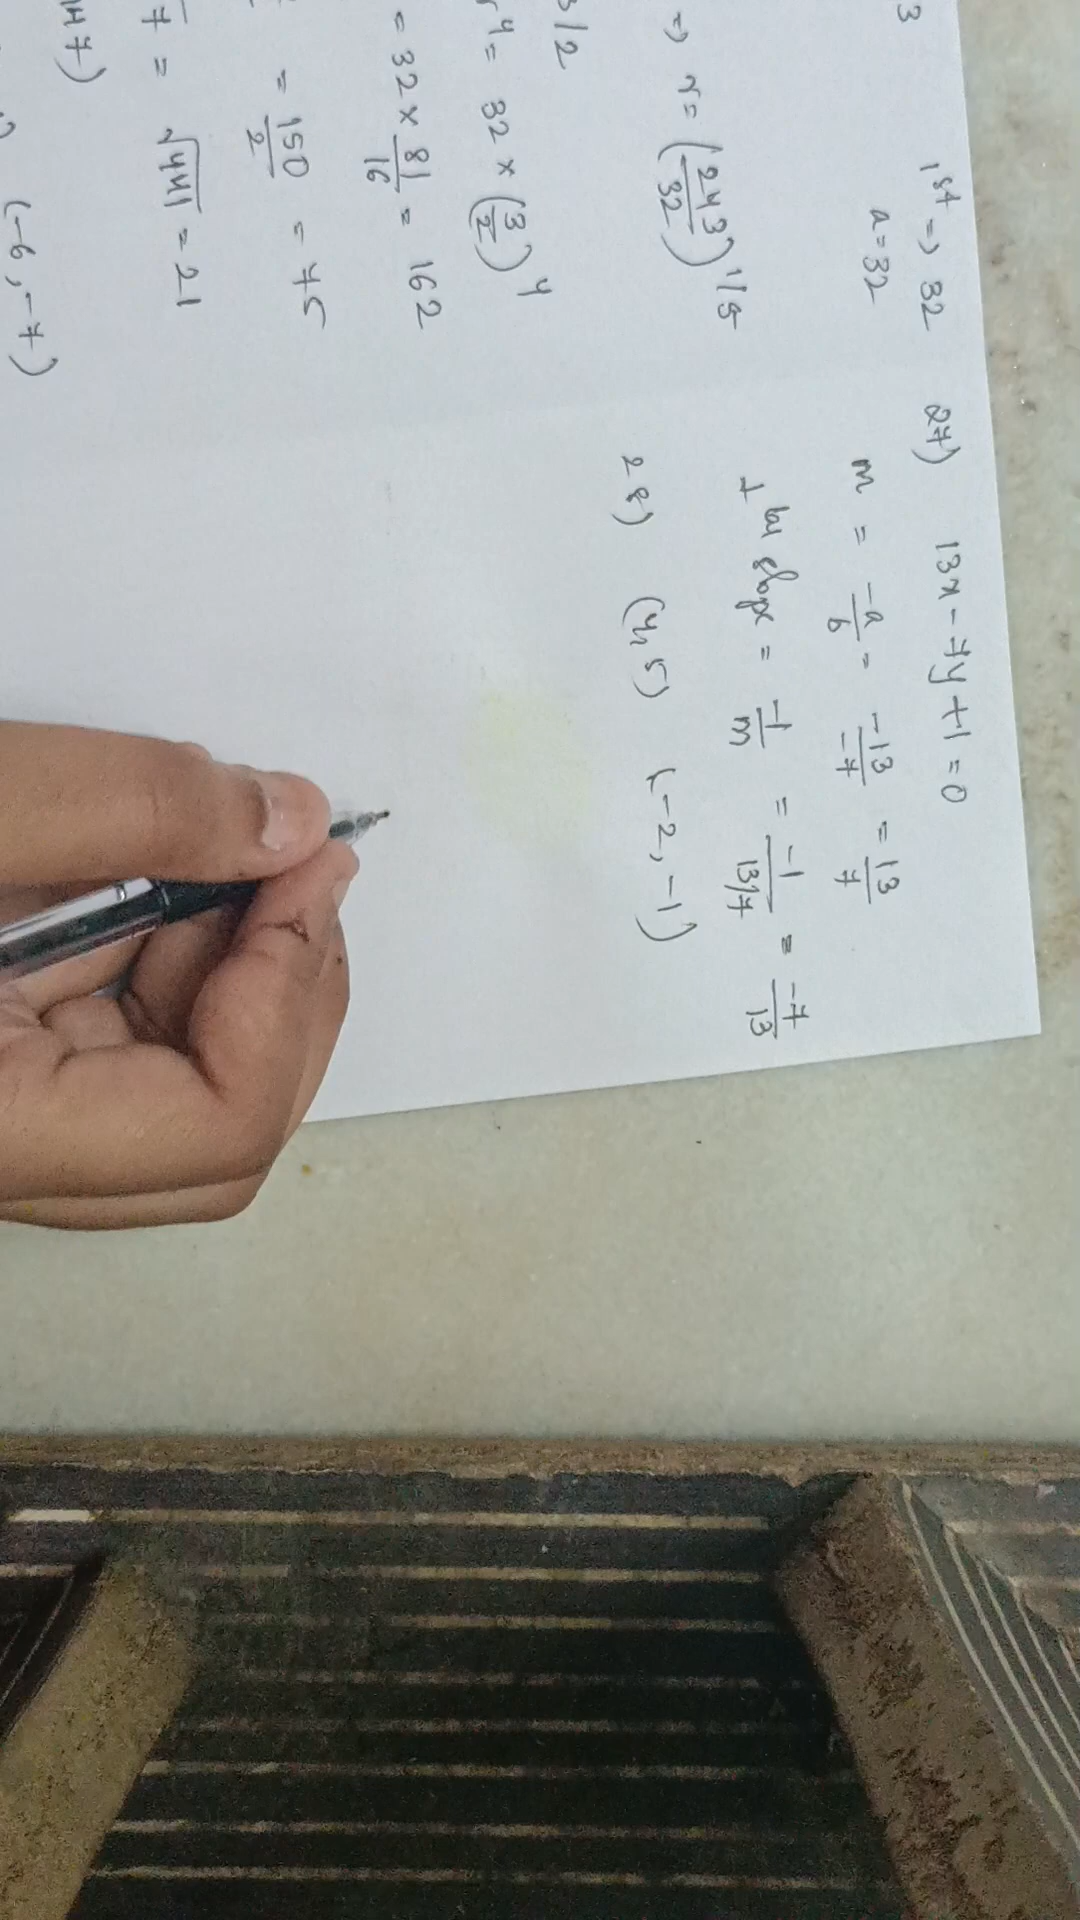 3
1st => 32
a = 32
=> r = (243/32)^1/5
3/2
r^4 = 32 × (3/2)^4
= 32 × 81/16 = 162
= 150/2 = 75
7 = √441 = 21
7)
(-6, -7)
27) 13x - 7y + 1 = 0
m = -a/b = -13/-7 = 13/7
⊥ lar slope = -1/m = -1/13/7 = -7/13
28) (4, 5) (-2, -1)